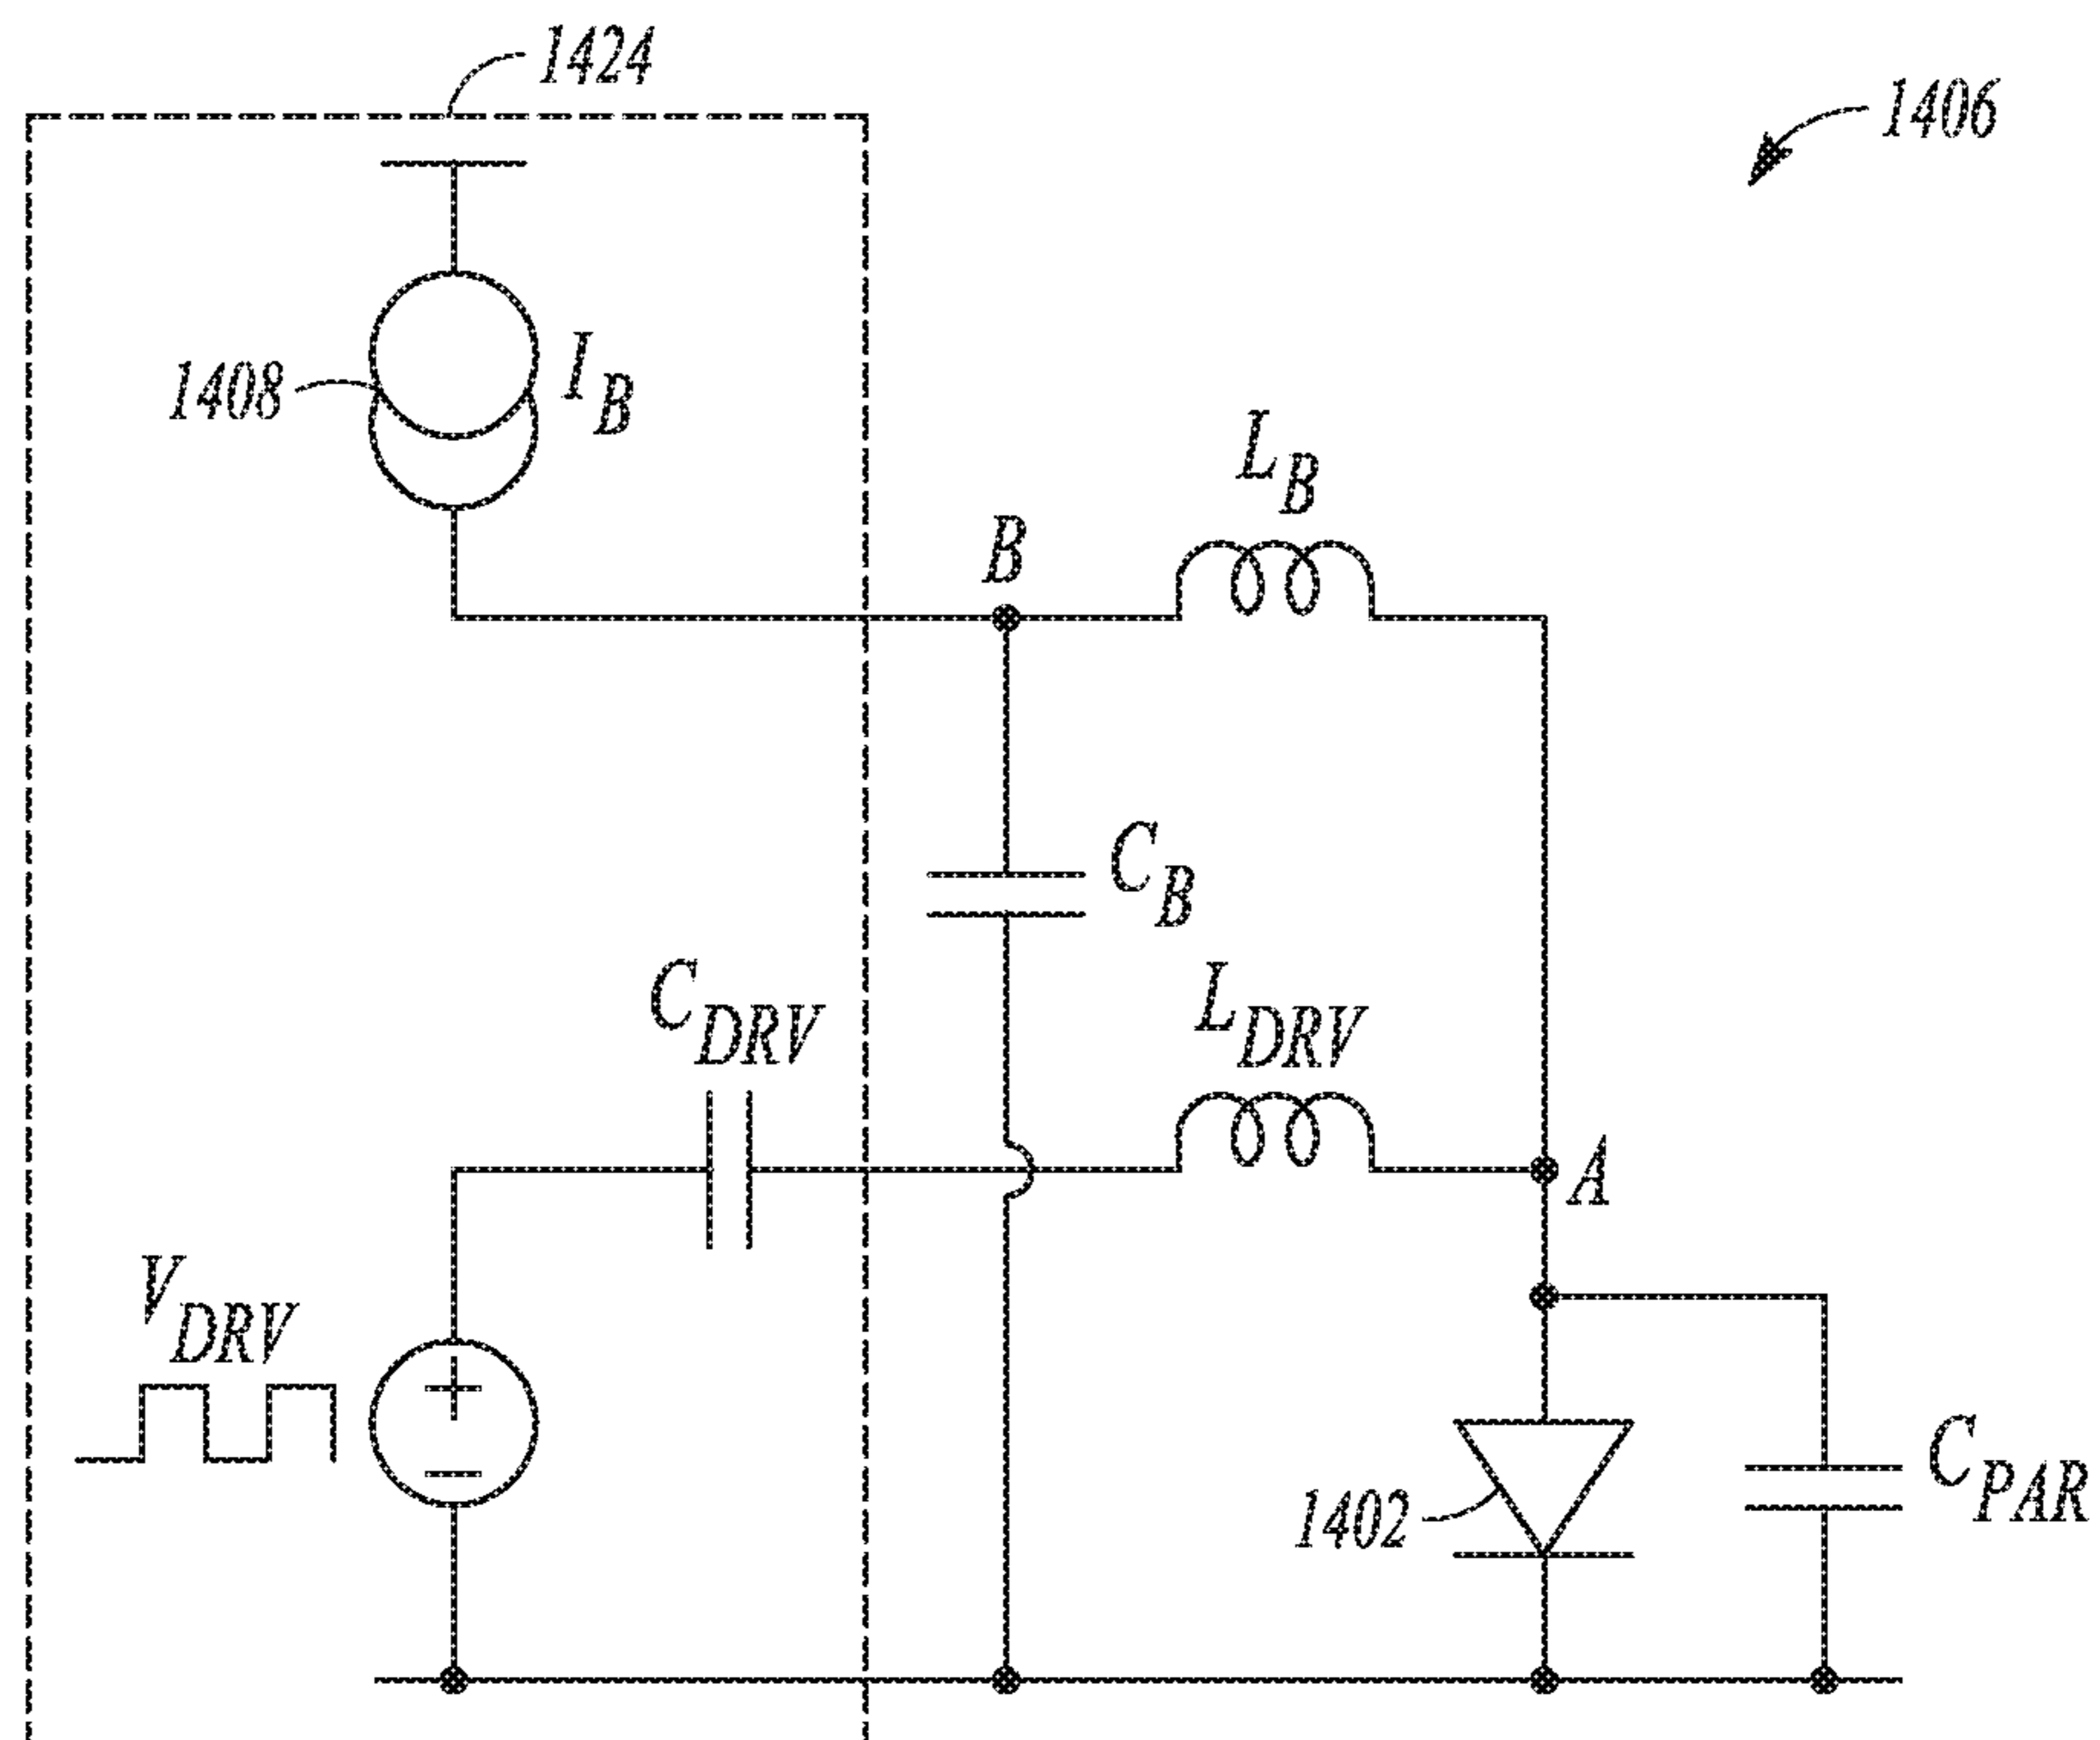 1424
1406
1408
I_B
L_B
B
C_B
C_DRV
L_DRV
A
V_DRV
+
−
1402
C_PAR